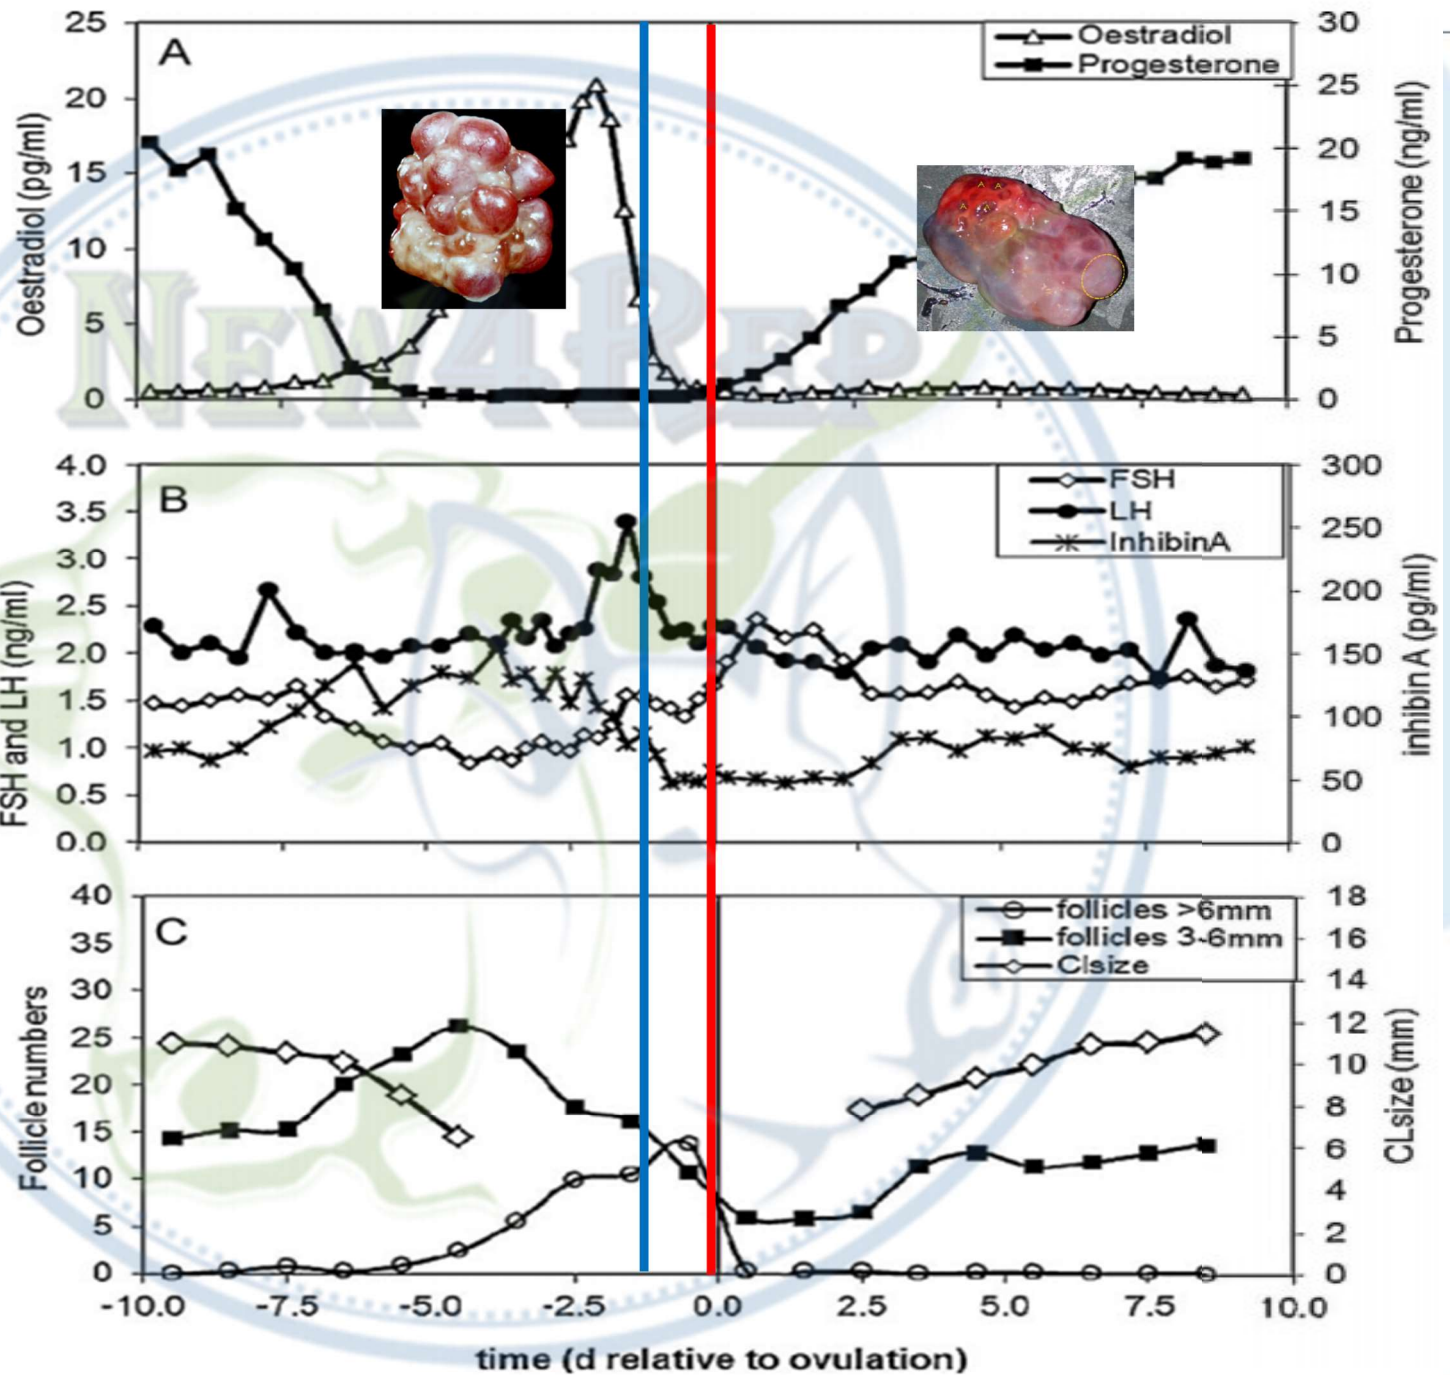 A
Oestradiol
Progesterone
25
20
15
10
5
0
Oestradiol (pg/ml)
30
25
20
15
10
5
0
Progesterone (ng/ml)
NEW4REP
B
FSH
LH
InhibinA
4.0
3.5
3.0
2.5
2.0
1.5
1.0
0.5
0.0
FSH and LH (ng/ml)
300
250
200
150
100
50
0
inhibin A (pg/ml)
C
follicles >6mm
follicles 3-6mm
Clsize
40
35
30
25
20
15
10
5
0
Follicle numbers
18
16
14
12
10
8
6
4
2
0
CLsize (mm)
-10.0 -7.5 -5.0 -2.5 0.0 2.5 5.0 7.5 10.0
time (d relative to ovulation)